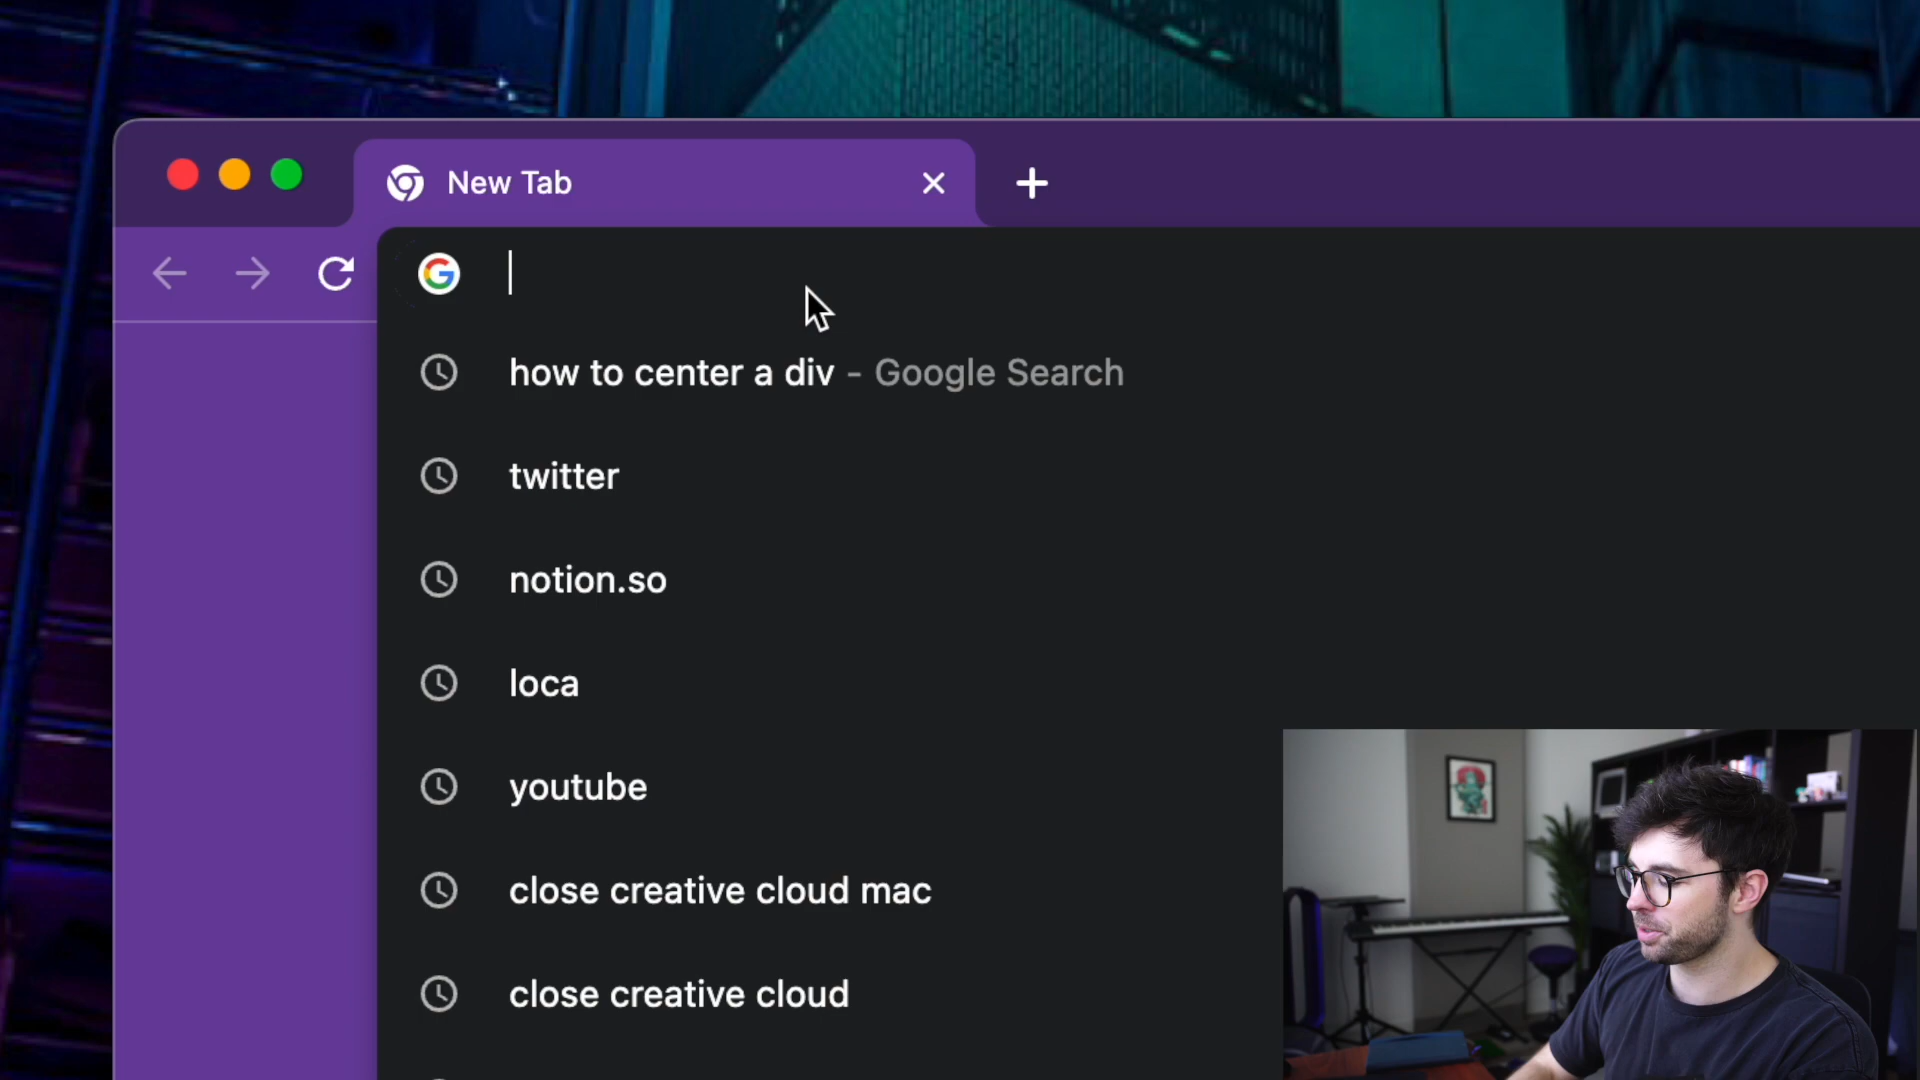 New Tab
how to center a div – Google Search
twitter
notion.so
loca
youtube
close creative cloud mac
close creative cloud